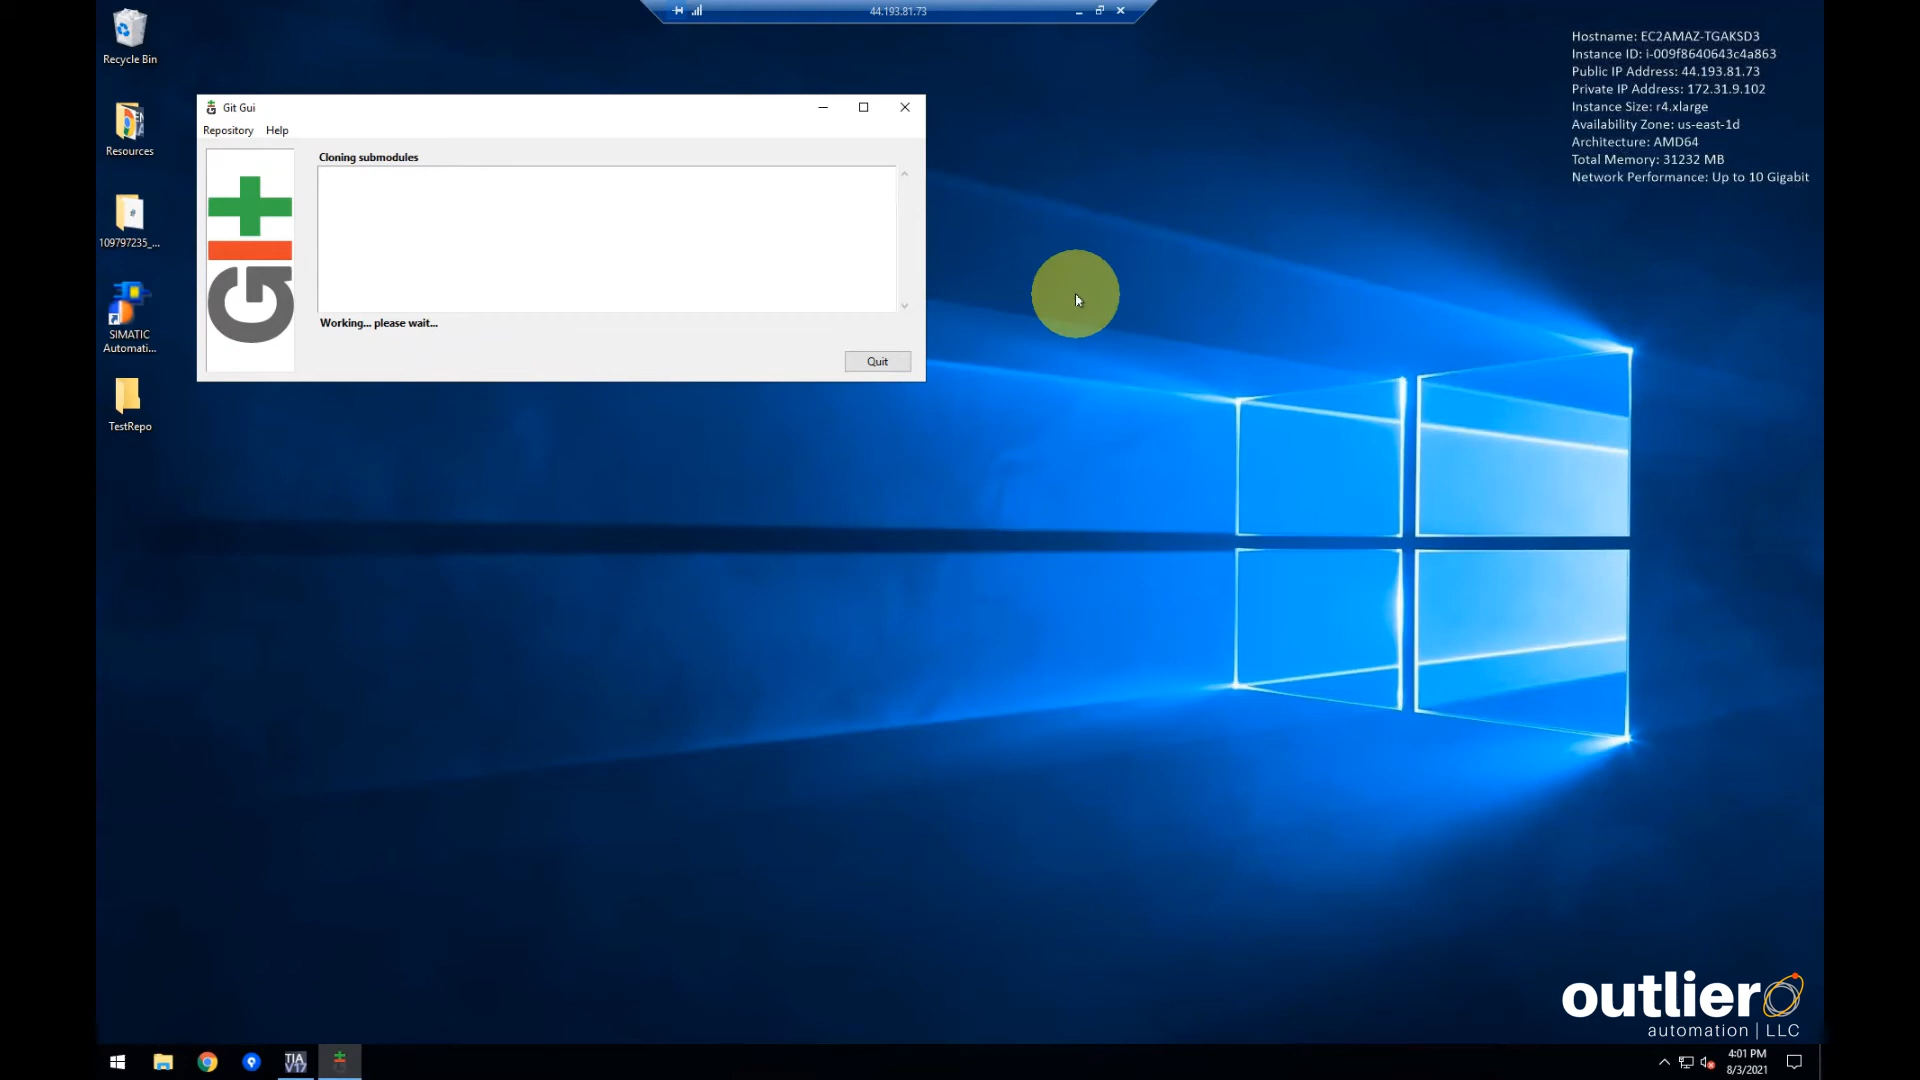 44.193.81.73
Recycle Bin
Resources
109797235_...
SIMATIC
Automati...
TestRepo
Git Gui
Repository Help
Git
Cloning submodules
Working... please wait...
Quit
Hostname: EC2AMAZ-TGAKSD3
Instance ID: i-009f8640643c4a863
Public IP Address: 44.193.81.73
Private IP Address: 172.31.9.102
Instance Size: r4.xlarge
Availability Zone: us-east-1d
Architecture: AMD64
Total Memory: 31232 MB
Network Performance: Up to 10 Gigabit
outlier
automation | LLC
TIA
V17
4:01 PM
8/3/2021